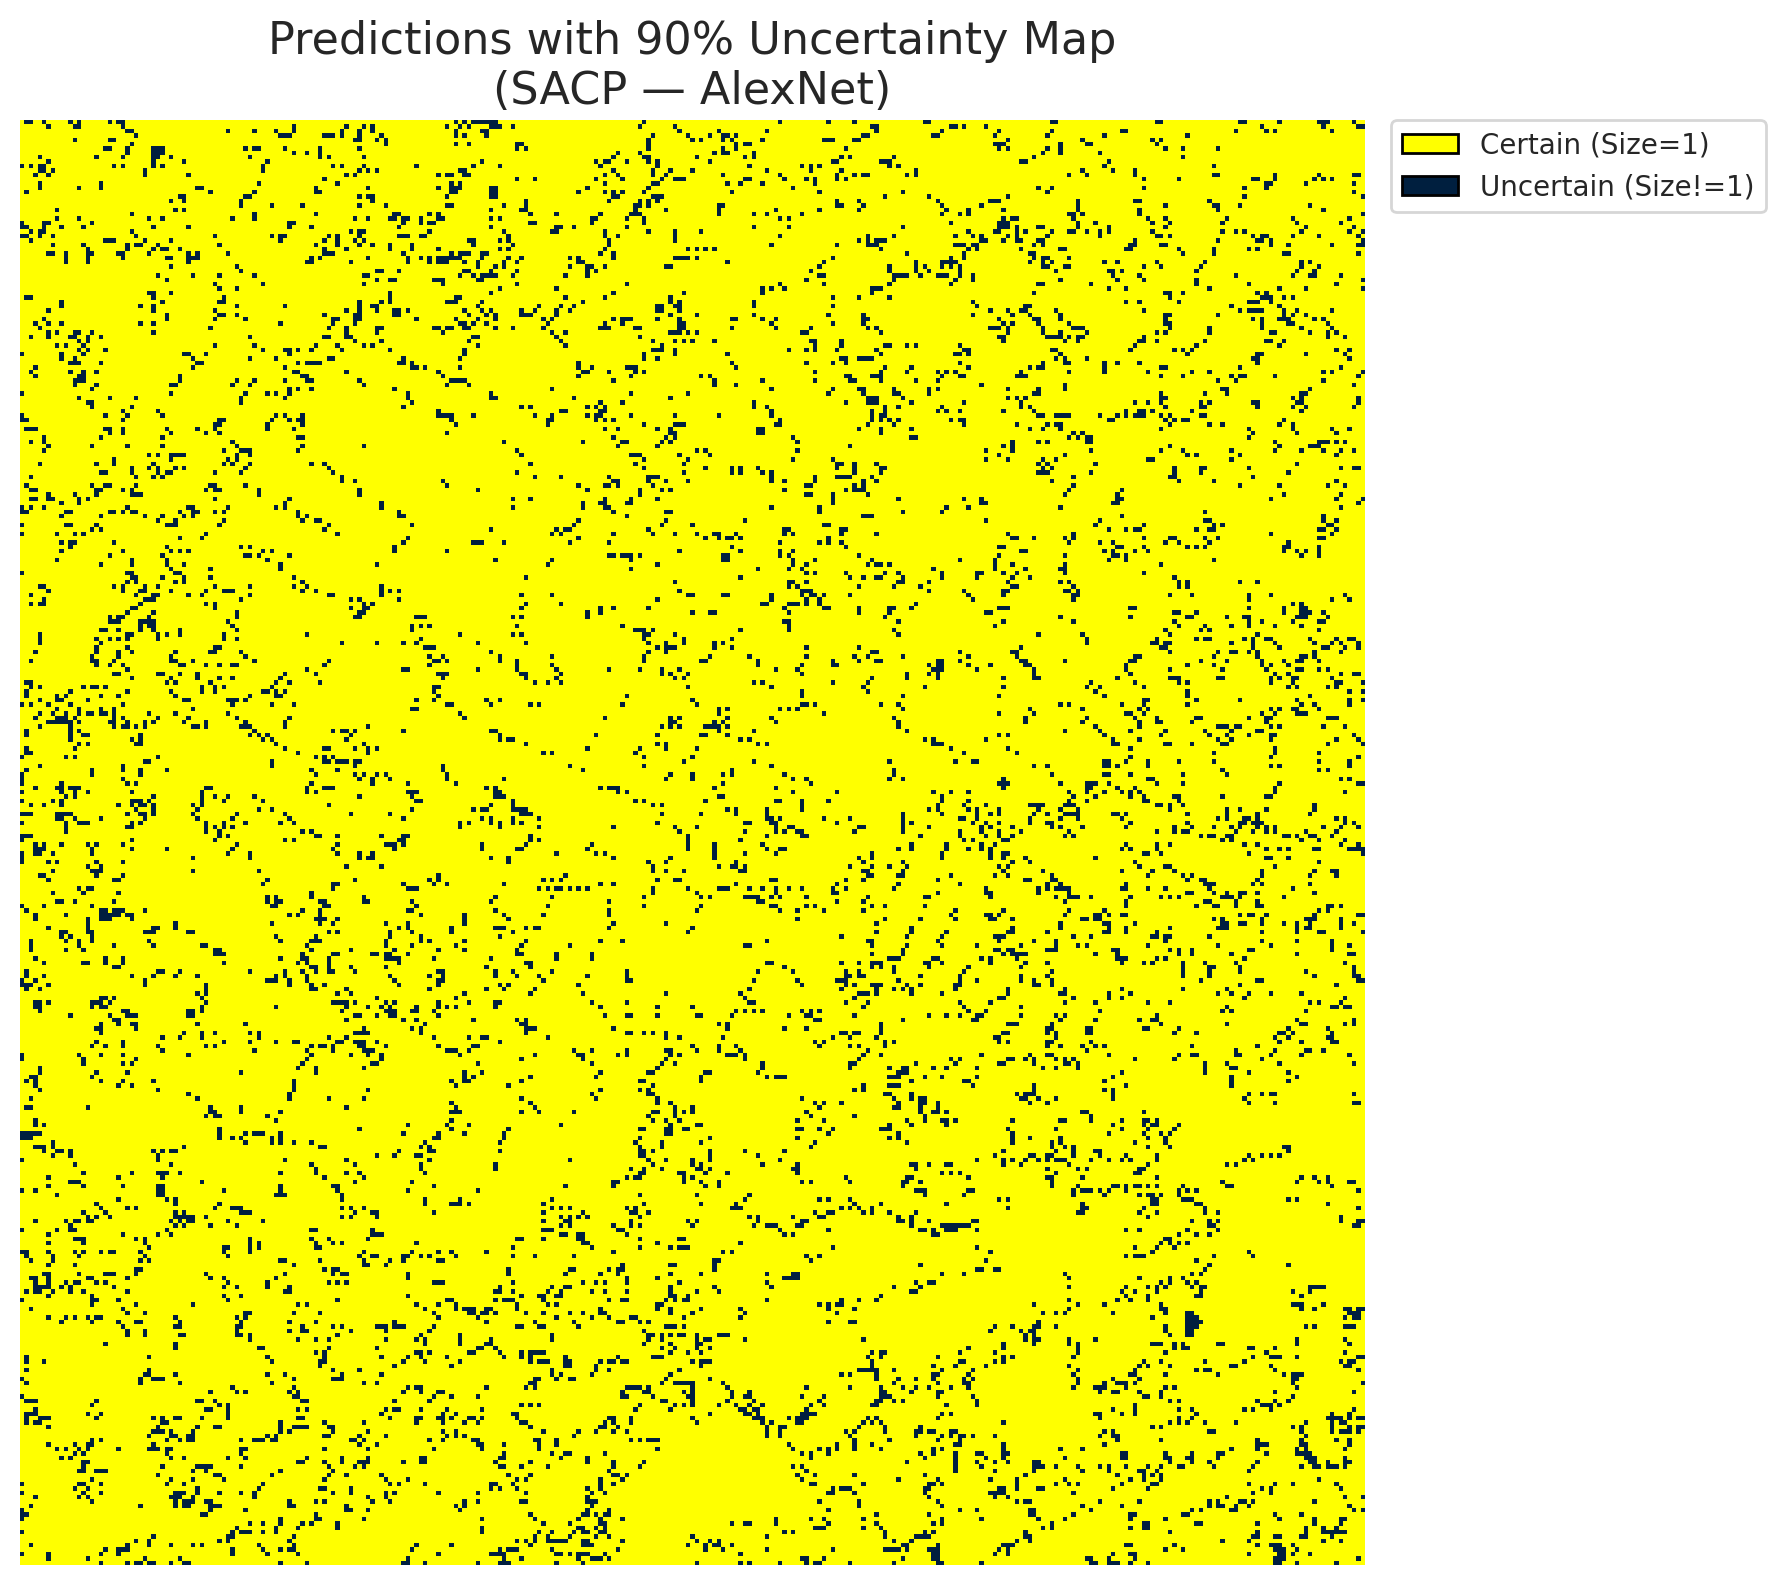 Predictions with 90% Uncertainty Map
(SACP — AlexNet)
Certain (Size=1)
Uncertain (Size!=1)